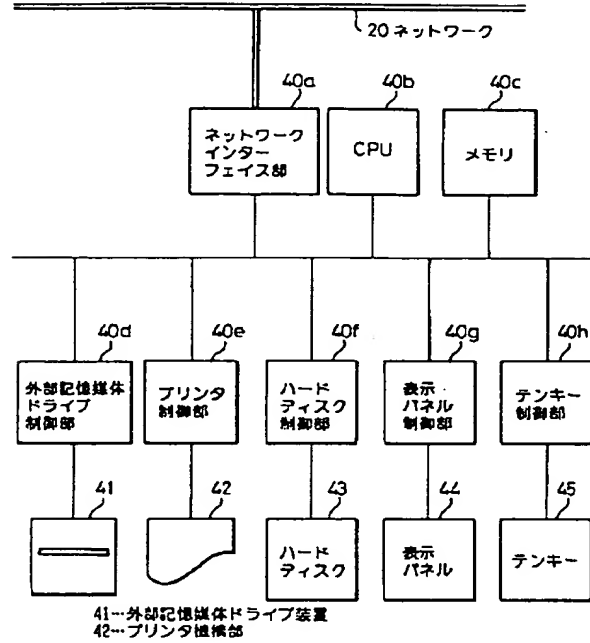 20 ネットワーク
40a
40b
40c
ネットワーク
インター
フェイス部
CPU
メモリ
40d
40e
40f
40g
40h
外部記憶媒体
ドライブ
制御部
プリンタ
制御部
ハード
ディスク
制御部
表示
パネル
制御部
テンキー
制御部
41
42
43
44
45
ハード
ディスク
表示
パネル
テンキー
41…外部記憶媒体ドライブ装置
42…プリンタ機構部